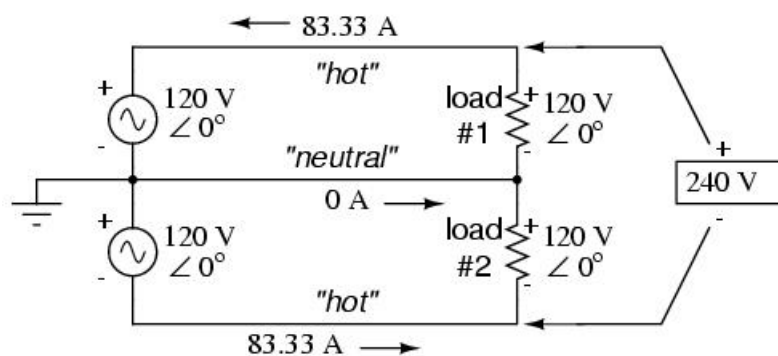 ← 83.33 A
"hot"
+
120 V
∠ 0°
-
load
#1
+
120 V
∠ 0°
-
"neutral"
0 A →
+
240 V
-
+
120 V
∠ 0°
-
load
#2
+
120 V
∠ 0°
-
"hot"
83.33 A →